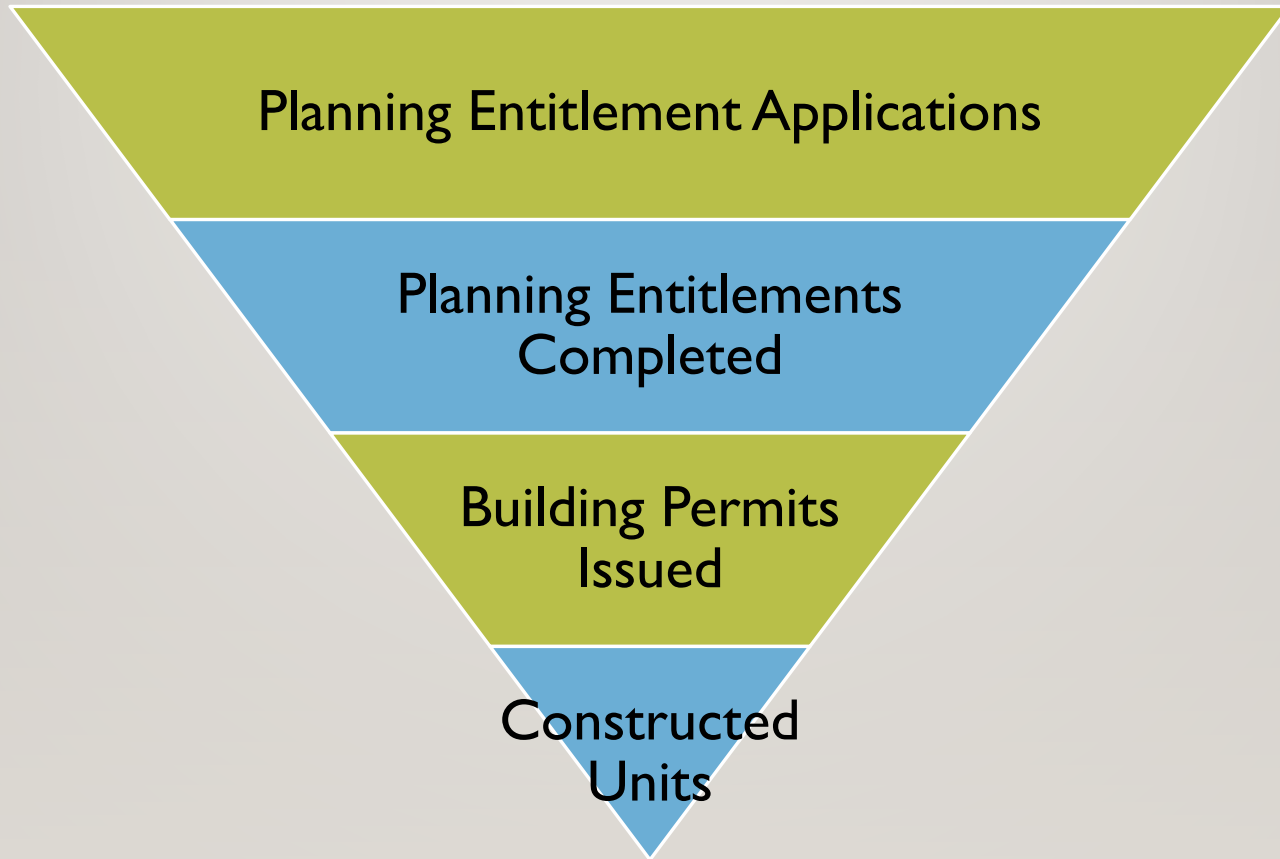 Planning Entitlement Applications
Planning Entitlements
Completed
Building Permits
Issued
Constructed
Units